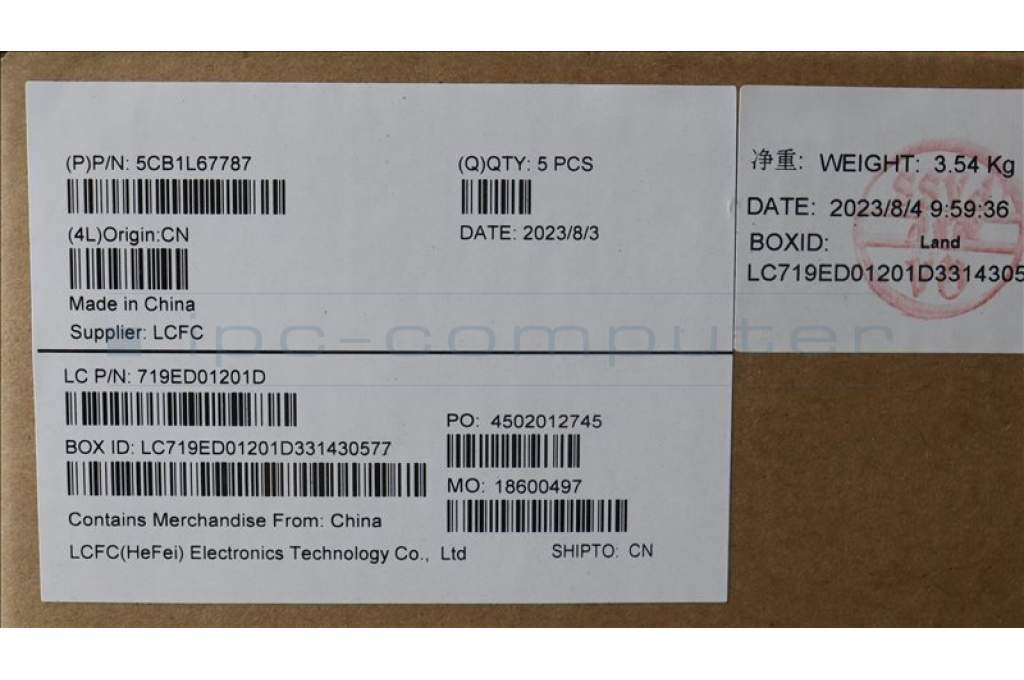 (P)P/N: 5CB1L67787
(Q)QTY: 5 PCS
(4L)Origin:CN
DATE: 2023/8/3
Made in China
Supplier: LCFC
LC P/N: 719ED01201D
PO: 4502012745
BOX ID: LC719ED01201D331430577
MO: 18600497
Contains Merchandise From: China
LCFC(HeFei) Electronics Technology Co., Ltd
SHIPTO: CN
净重: WEIGHT: 3.54 Kg
DATE: 2023/8/4 9:59:36
BOXID: Land
LC719ED01201D3314305
ipc-computer